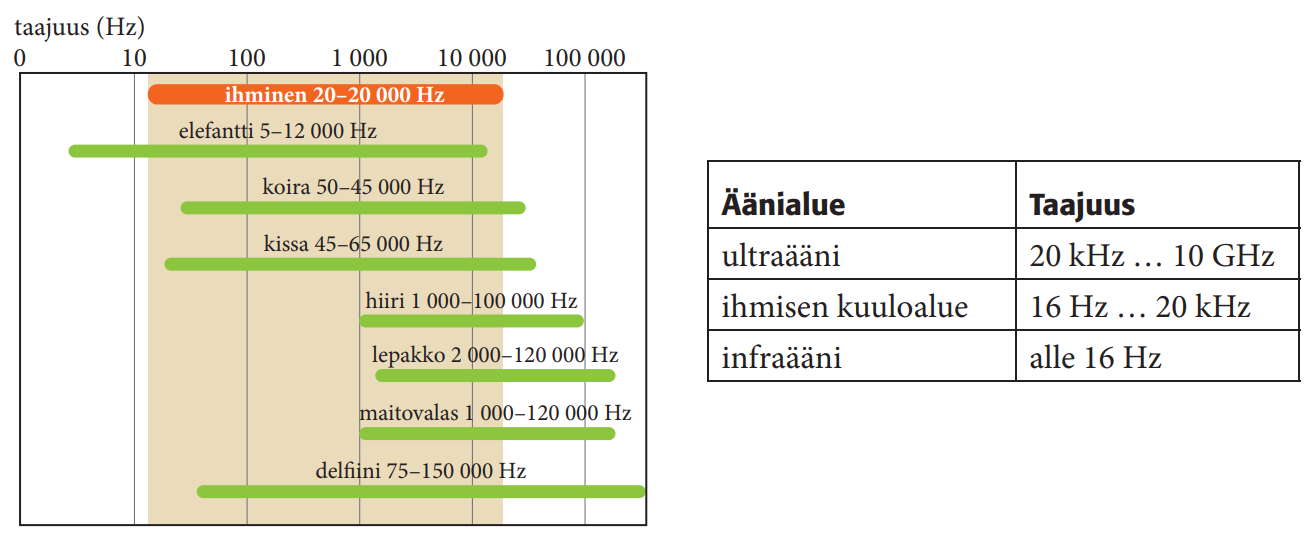 taajuus (Hz)
0 10 100 1 000 10 000 100 000
ihminen 20–20 000 Hz
elefantti 5–12 000 Hz
koira 50–45 000 Hz
kissa 45–65 000 Hz
hiiri 1 000–100 000 Hz
lepakko 2 000–120 000 Hz
maitovalas 1 000–120 000 Hz
delfiini 75–150 000 Hz
Äänialue Taajuus
ultraääni 20 kHz … 10 GHz
ihmisen kuuloalue 16 Hz … 20 kHz
infraääni alle 16 Hz